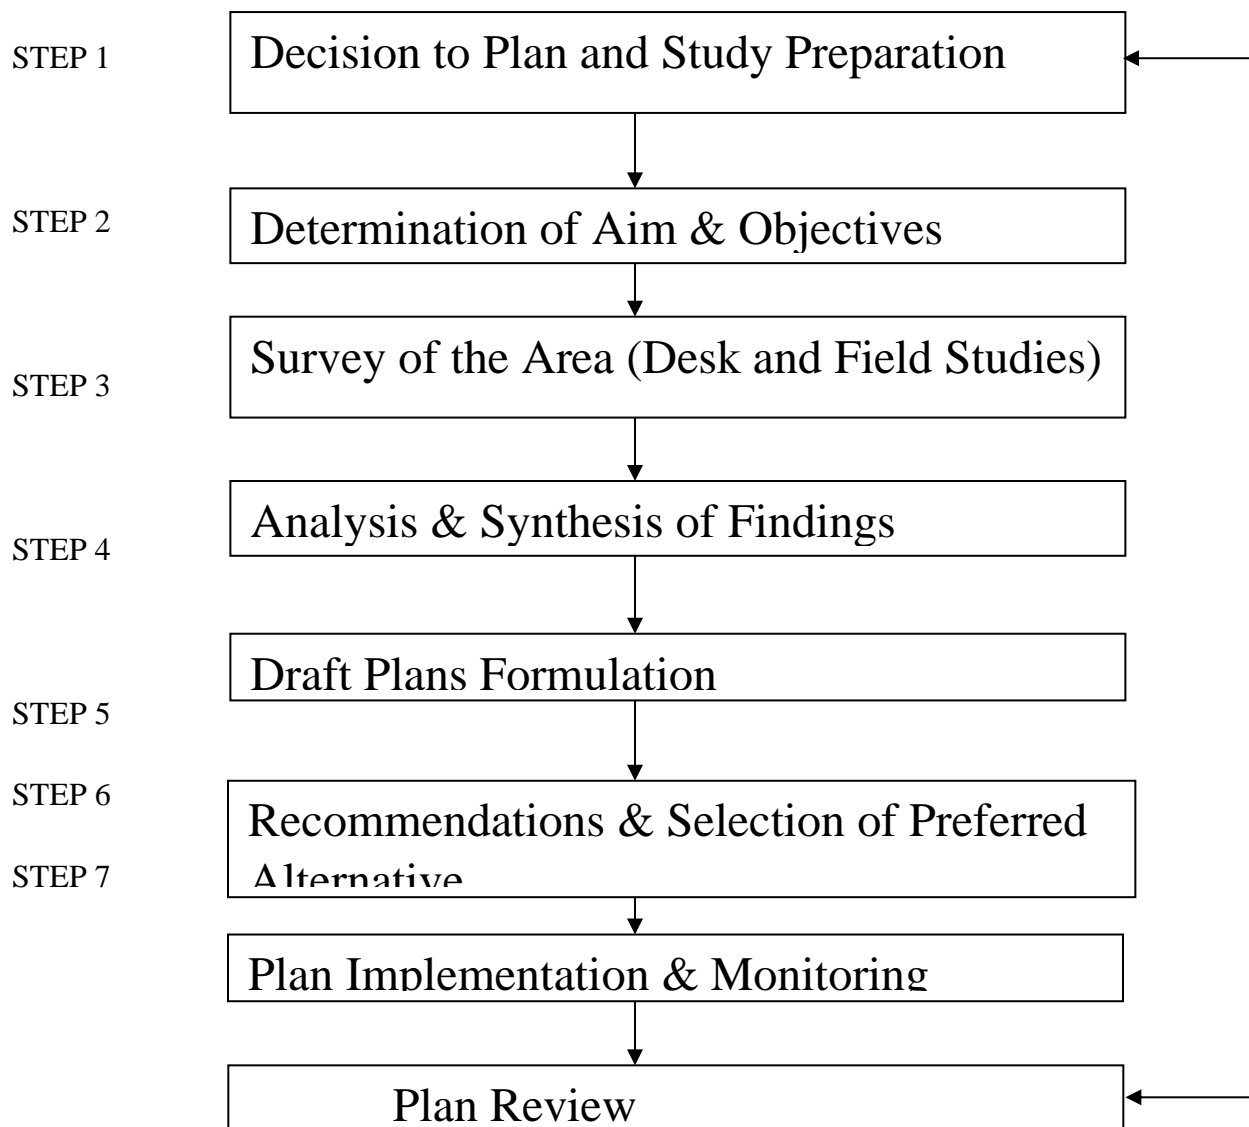 STEP 1
Decision to Plan and Study Preparation
STEP 2
Determination of Aim & Objectives
STEP 3
Survey of the Area (Desk and Field Studies)
STEP 4
Analysis & Synthesis of Findings
STEP 5
Draft Plans Formulation
STEP 6
Recommendations & Selection of Preferred
Alternative
STEP 7
Plan Implementation & Monitoring
Plan Review